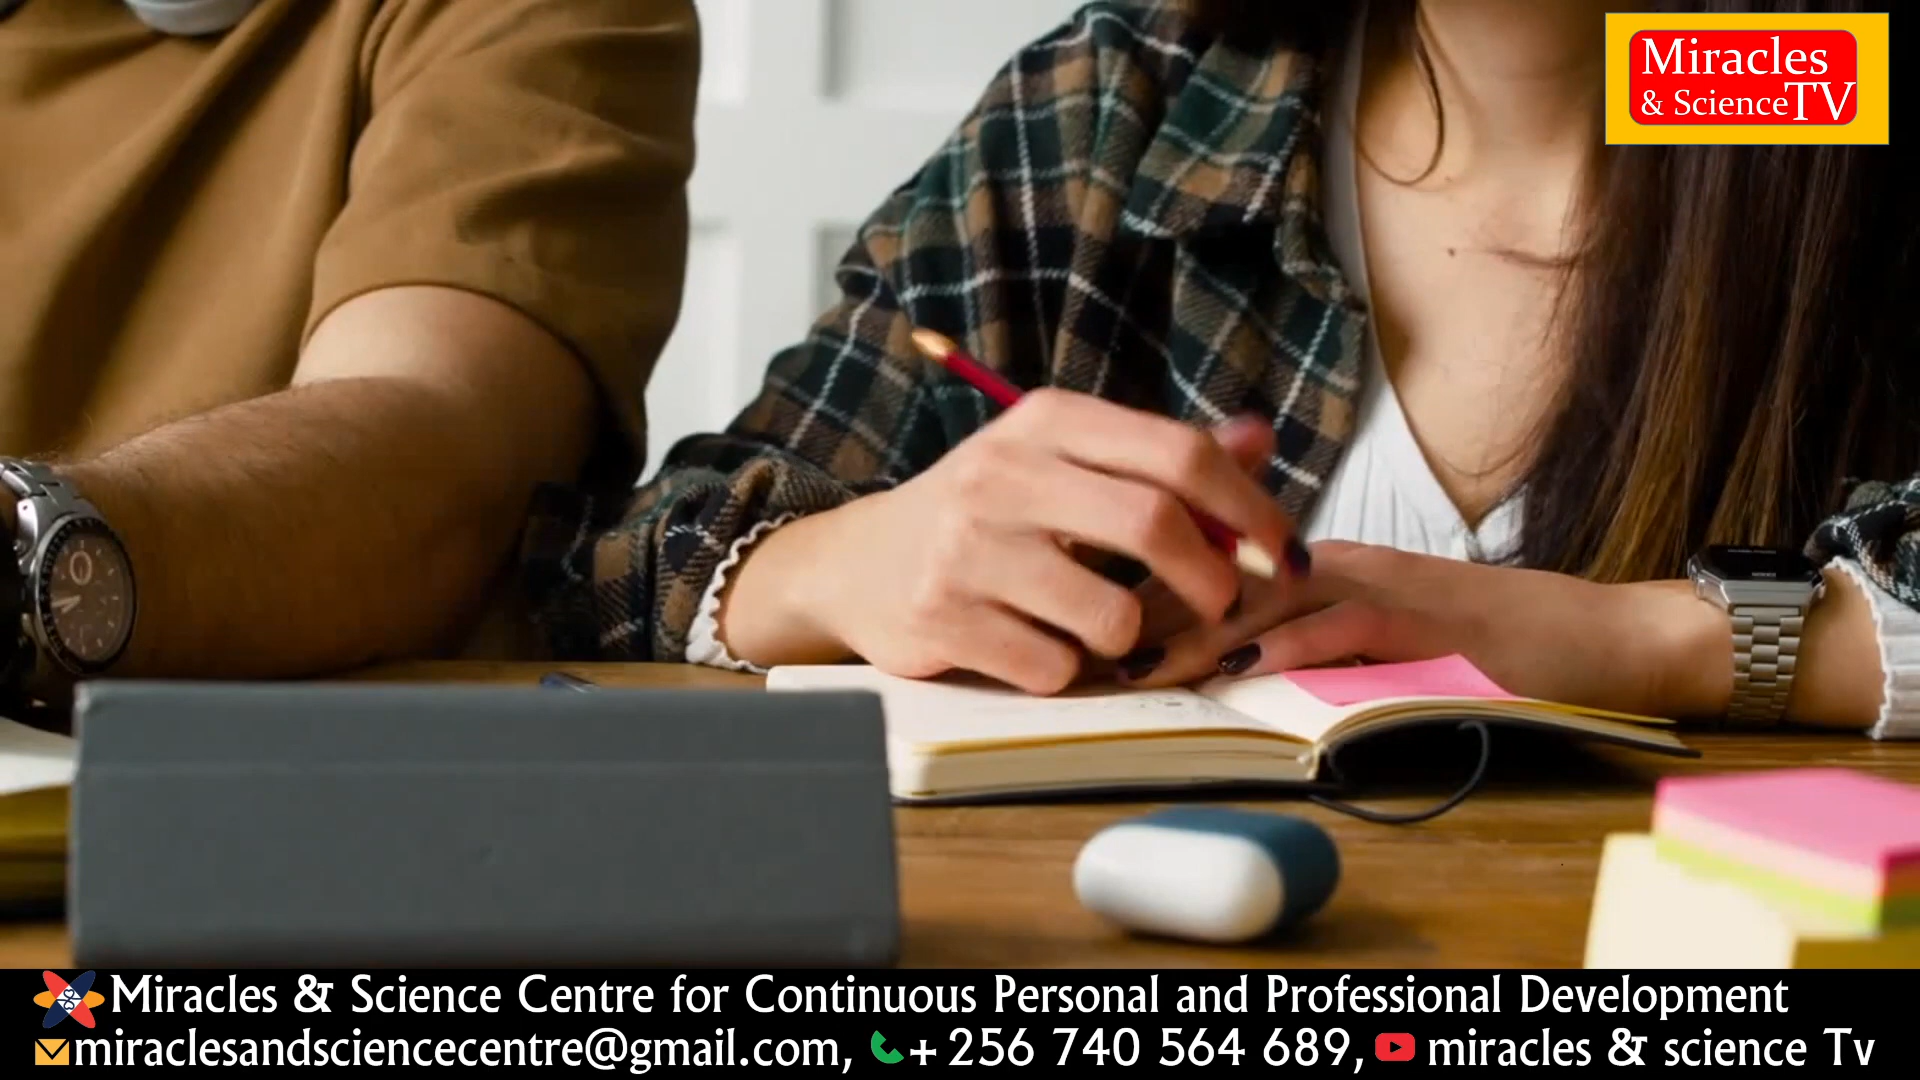 Miracles
& Science TV
Miracles & Science Centre for Continuous Personal and Professional Development
miraclesandsciencecentre@gmail.com, + 256 740 564 689, miracles & science Tv